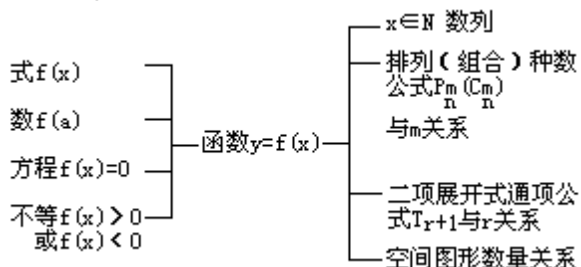 式f(x)
数f(a)
方程f(x)=0
不等f(x)>0
或f(x)<0
函数y=f(x)
x∈N 数列
排列(组合)种数
公式Pm(Cm)
n n
与m关系
二项展开式通项公
式Tr+1与r关系
空间图形数量关系